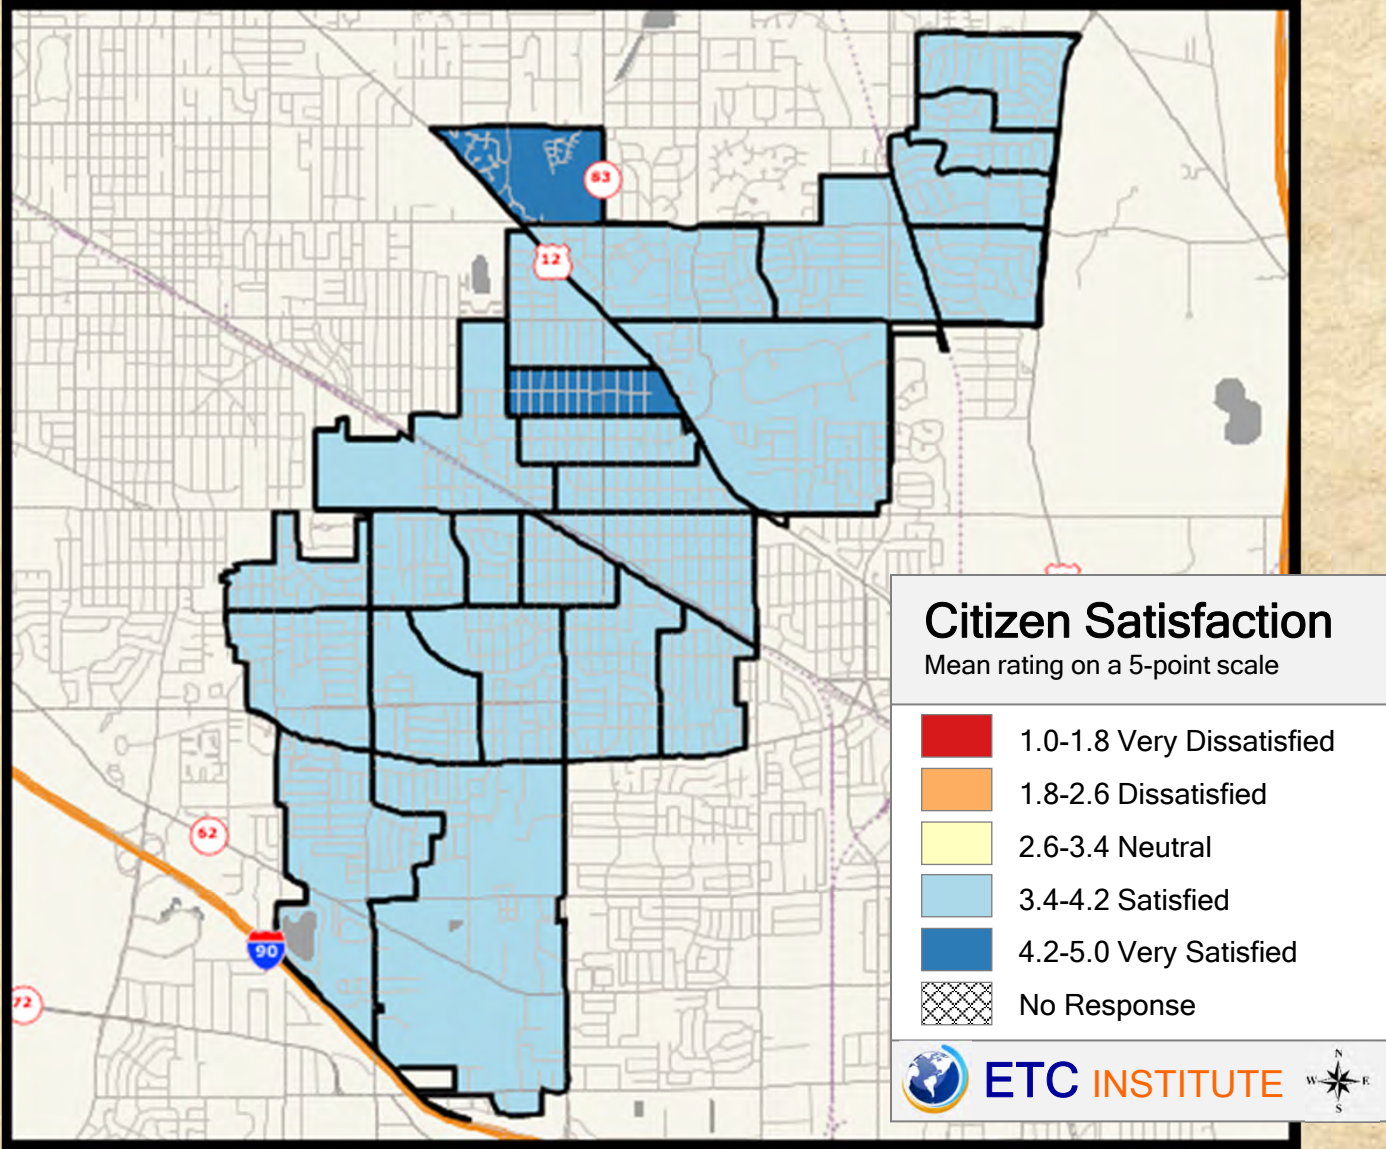 83
12
62
90
72
Citizen Satisfaction
Mean rating on a 5-point scale
1.0-1.8 Very Dissatisfied
1.8-2.6 Dissatisfied
2.6-3.4 Neutral
3.4-4.2 Satisfied
4.2-5.0 Very Satisfied
No Response
ETC INSTITUTE
N
W E
S